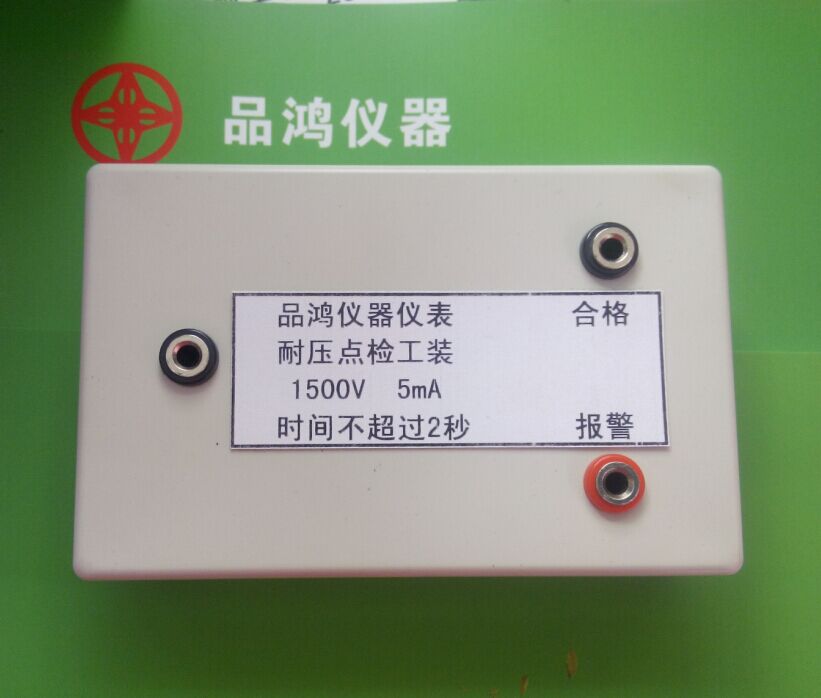 品鸿仪器
品鸿仪器仪表 合格
耐压点检工装
1500V 5mA
时间不超过2秒 报警